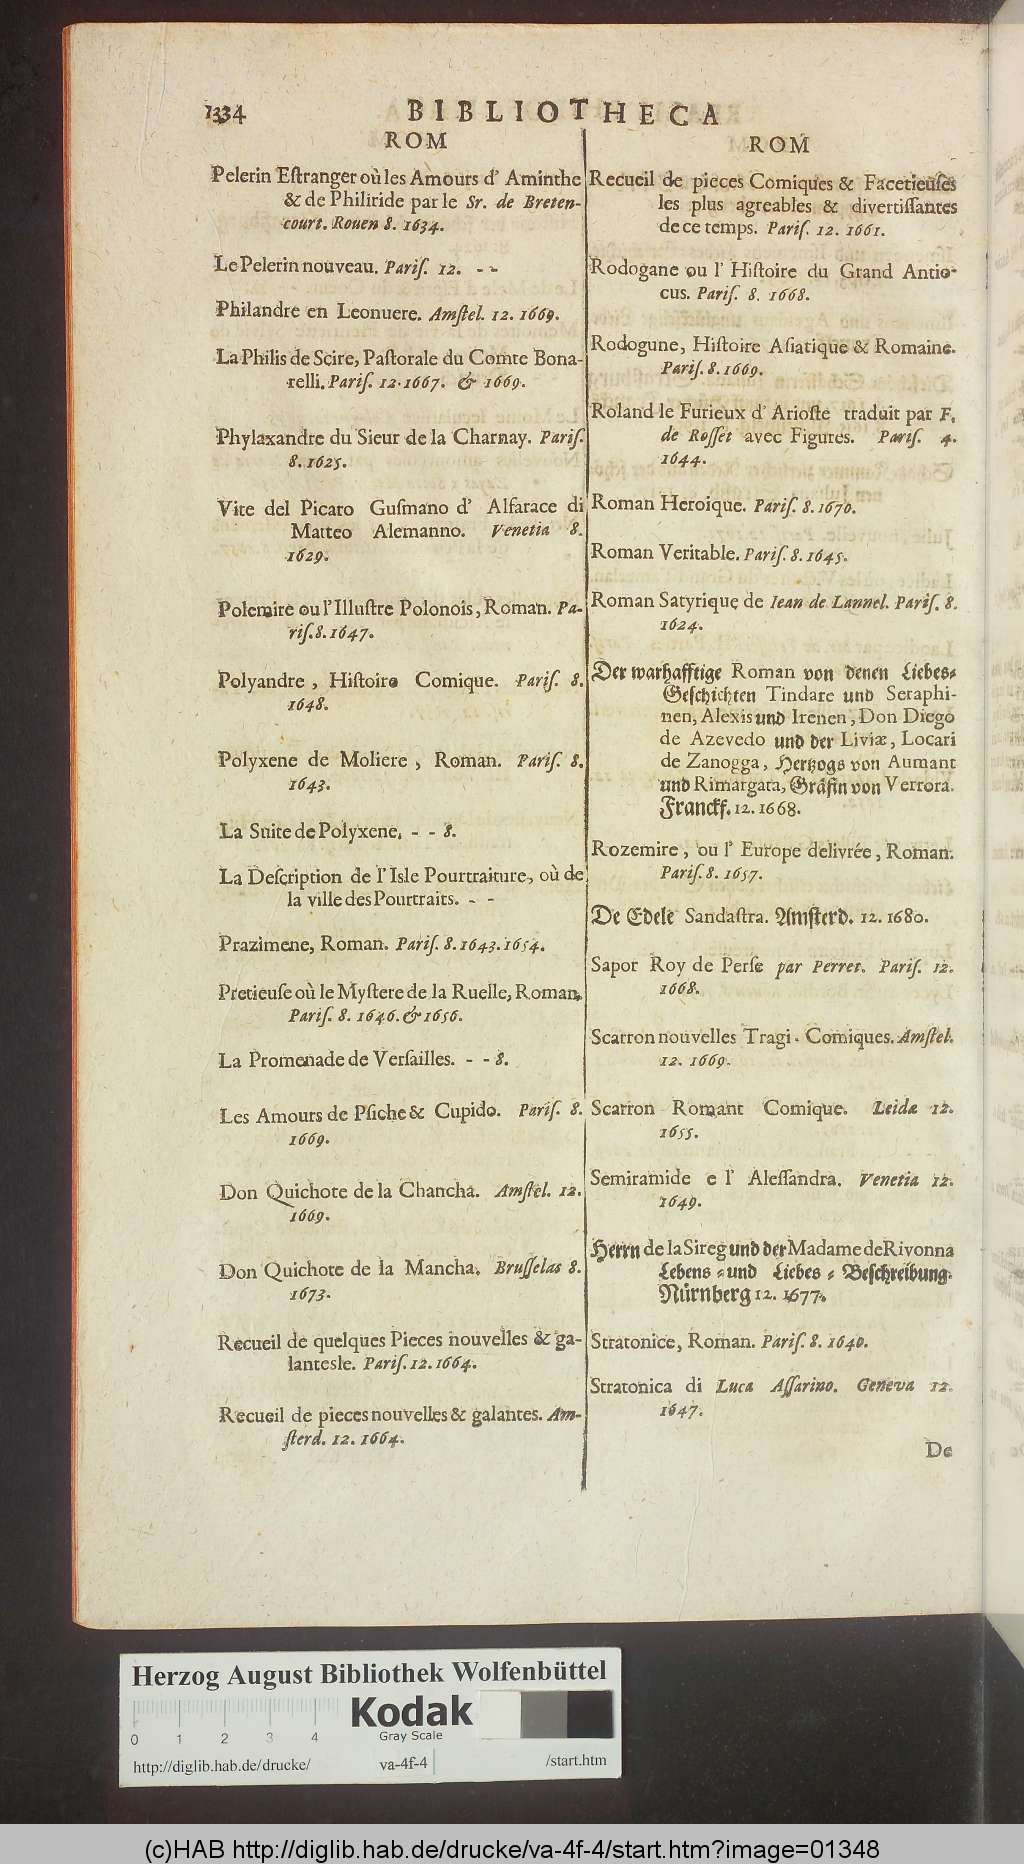 1334
BIBLIOTHECA
ROM
Pelerin Eſtranger où les Amours d' Aminthe
& de Philiride par le Sr. de Breten-
court. Rouen 8. 1634.
Le Pelerin nouveau. Pariſ. 12. - -
Philandre en Leonuere. Amſtel. 12. 1669.
La Philis de Scire, Paſtorale du Comte Bona-
relli. Pariſ. 12. 1667. & 1669.
Phylaxandre du Sieur de la Charnay. Pariſ.
8. 1625.
Vite del Picaro Guſmano d' Alfarace di
Matteo Alemanno. Venetia 8.
1629.
Polemire ou l' Illuſtre Polonois, Roman. Pa-
riſ. 8. 1647.
Polyandre, Hiſtoire Comique. Pariſ. 8.
1648.
Polyxene de Moliere, Roman. Pariſ. 8.
1643.
La Suite de Polyxene. - - 8.
La Deſcription de l' Isle Pourtraiture, où de
la ville des Pourtraits. - -
Prazimene, Roman. Pariſ. 8. 1643. 1654.
Pretieuſe où le Myſtere de la Ruelle, Roman.
Pariſ. 8. 1646. & 1656.
La Promenade de Verſailles. - - 8.
Les Amours de Pſiche & Cupido. Pariſ. 8.
1669.
Don Quichote de la Chancha. Amſtel. 12.
1669.
Don Quichote de la Mancha. Bruſſelas 8.
1673.
Recueil de quelques Pieces nouvelles & ga-
lantesle. Pariſ. 12. 1664.
Recueil de pieces nouvelles & galantes. Am-
ſterd. 12. 1664.
ROM
Recueil de pieces Comiques & Facetieuſes
les plus agreables & divertiſſantes
de ce temps. Pariſ. 12. 1661.
Rodogane ou l' Hiſtoire du Grand Antio-
cus. Pariſ. 8. 1668.
Rodogune, Hiſtoire Aſiatique & Romaine.
Pariſ. 8. 1669.
Roland le Furieux d' Arioſte traduit par F.
de Roſſet avec Figures. Pariſ. 4.
1644.
Roman Heroique. Pariſ. 8. 1670.
Roman Veritable. Pariſ. 8. 1645.
Roman Satyrique de Iean de Lannel. Pariſ. 8.
1624.
Der warhafftige Roman von denen Liebes-
Geſchichten Tindare und Seraphi-
nen, Alexis und Irenen, Don Diego
de Azevedo und der Liviæ, Locari
de Zanogga, Hertzogs von Aumant
und Rimargata, Gräfin von Verrora.
Franckf. 12. 1668.
Rozemire, ou l' Europe delivrée, Roman.
Pariſ. 8. 1657.
De Edele Sandaſtra. Amſterd. 12. 1680.
Sapor Roy de Perſe par Perret. Pariſ. 12.
1668.
Scarron nouvelles Tragi-Comiques. Amſtel.
12. 1669.
Scarron Romant Comique. Leidæ 12.
1655.
Semiramide e l' Aleſſandra. Venetia 12.
1649.
Herrn de la Sireg und der Madame de Rivonna
Lebens- und Liebes-Beſchreibung.
Nürnberg 12. 1677.
Stratonice, Roman. Pariſ. 8. 1640.
Stratonica di Luca Aſſarino. Geneva 12.
1647.
De
Herzog August Bibliothek Wolfenbüttel
Kodak
Gray Scale
0 1 2 3 4
http://diglib.hab.de/drucke/ va-4f-4 /start.htm
(c)HAB http://diglib.hab.de/drucke/va-4f-4/start.htm?image=01348